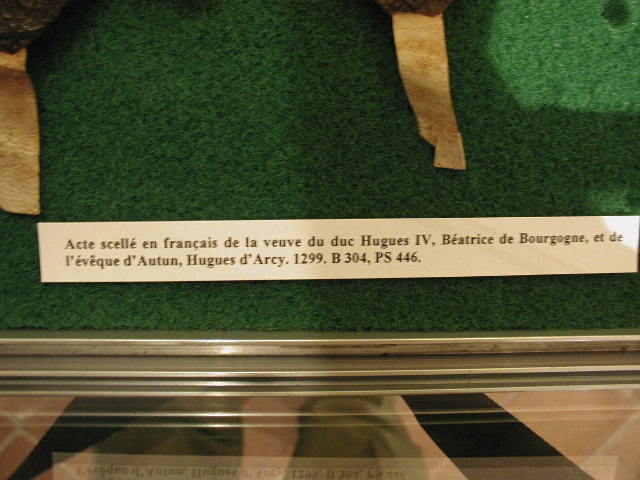 Acte scellé en français de la veuve du duc Hugues IV, Béatrice de Bourgogne, et de
l'évêque d'Autun, Hugues d'Arcy. 1299. B 304, PS 446.